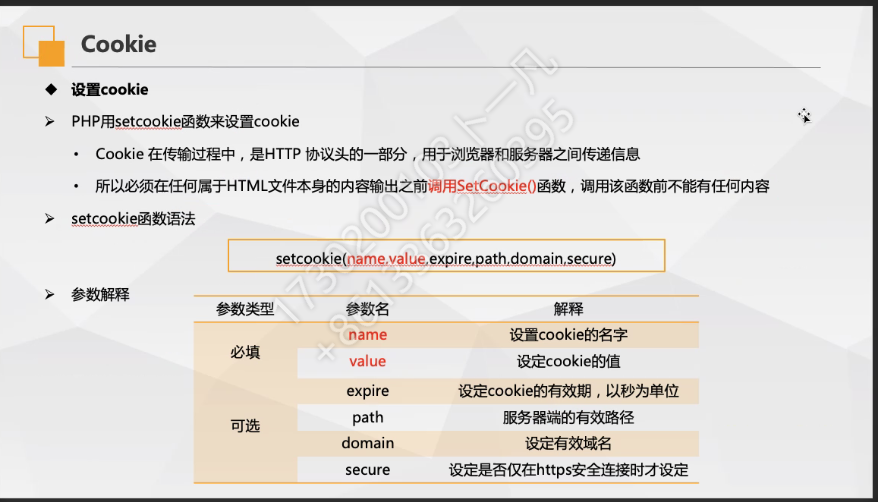 Cookie
◆ 设置cookie
➢ PHP用setcookie函数来设置cookie
• Cookie 在传输过程中，是HTTP 协议头的一部分，用于浏览器和服务器之间传递信息
• 所以必须在任何属于HTML文件本身的内容输出之前调用SetCookie()函数，调用该函数前不能有任何内容
➢ setcookie函数语法
setcookie(name,value,expire,path,domain,secure)
➢ 参数解释
参数类型 参数名 解释
必填 name 设置cookie的名字
value 设定cookie的值
可选 expire 设定cookie的有效期，以秒为单位
path 服务器端的有效路径
domain 设定有效域名
secure 设定是否仅在https安全连接时才设定